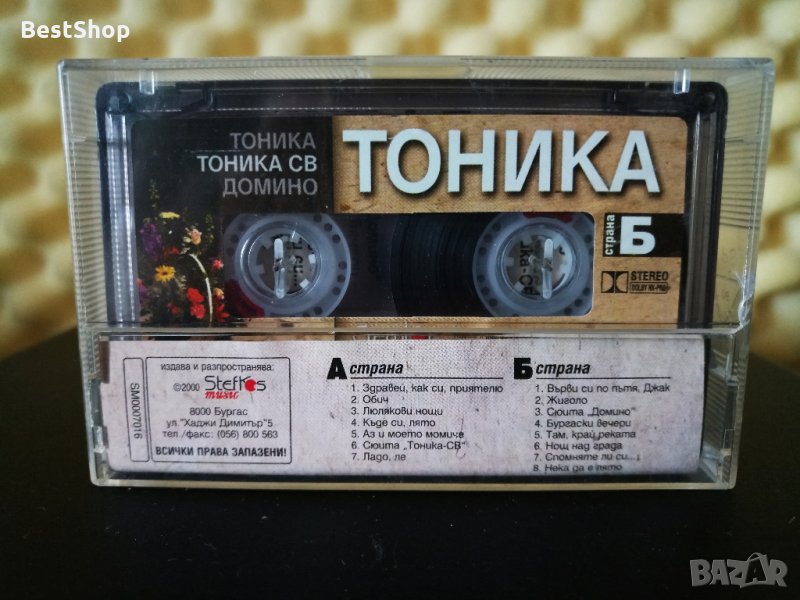 BestShop
ТОНИКА
ТОНИКА СВ
ДОМИНО
ТОНИКА
страна Б
STEREO
DOLBY NX-PRO
SM0007016
издава и разпространява:
©2000 Steffos
music
8000 Бургас
ул."Хаджи Димитър"5
тел./факс: (056) 800 563
ВСИЧКИ ПРАВА ЗАПАЗЕНИ!
А страна
1. Здравей, как си, приятелю
2. Обич
3. Люлякови нощи
4. Къде си, лято
5. Аз и моето момиче
6. Сюита "Тоника-СВ"
7. Ладо, ле
Б страна
1. Върви си по пътя, Джак
2. Жиголо
3. Сюита „Домино"
4. Бургаски вечери
5. Там, край реката
6. Нощ над града
7. Спомняте ли си...
8. Нека да е лято
BAZAR